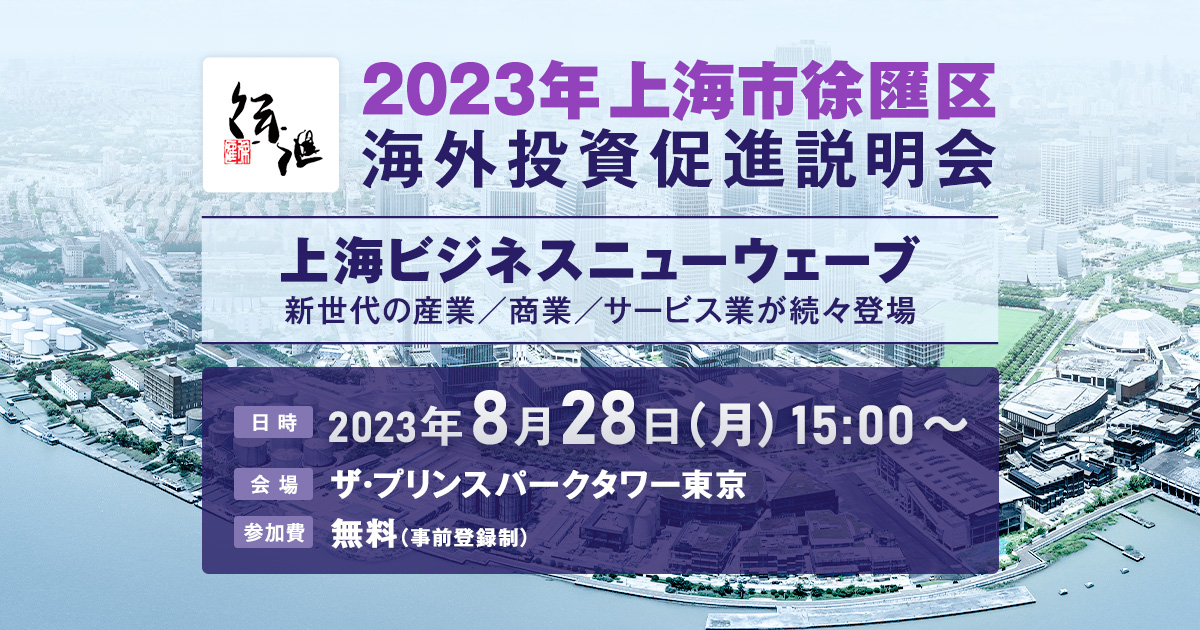 徐汇
2023年上海市徐匯区
海外投資促進説明会
上海ビジネスニューウェーブ
新世代の産業／商業／サービス業が続々登場
日時 2023年8月28日(月) 15:00～
会場 ザ・プリンスパークタワー東京
参加費 無料(事前登録制)